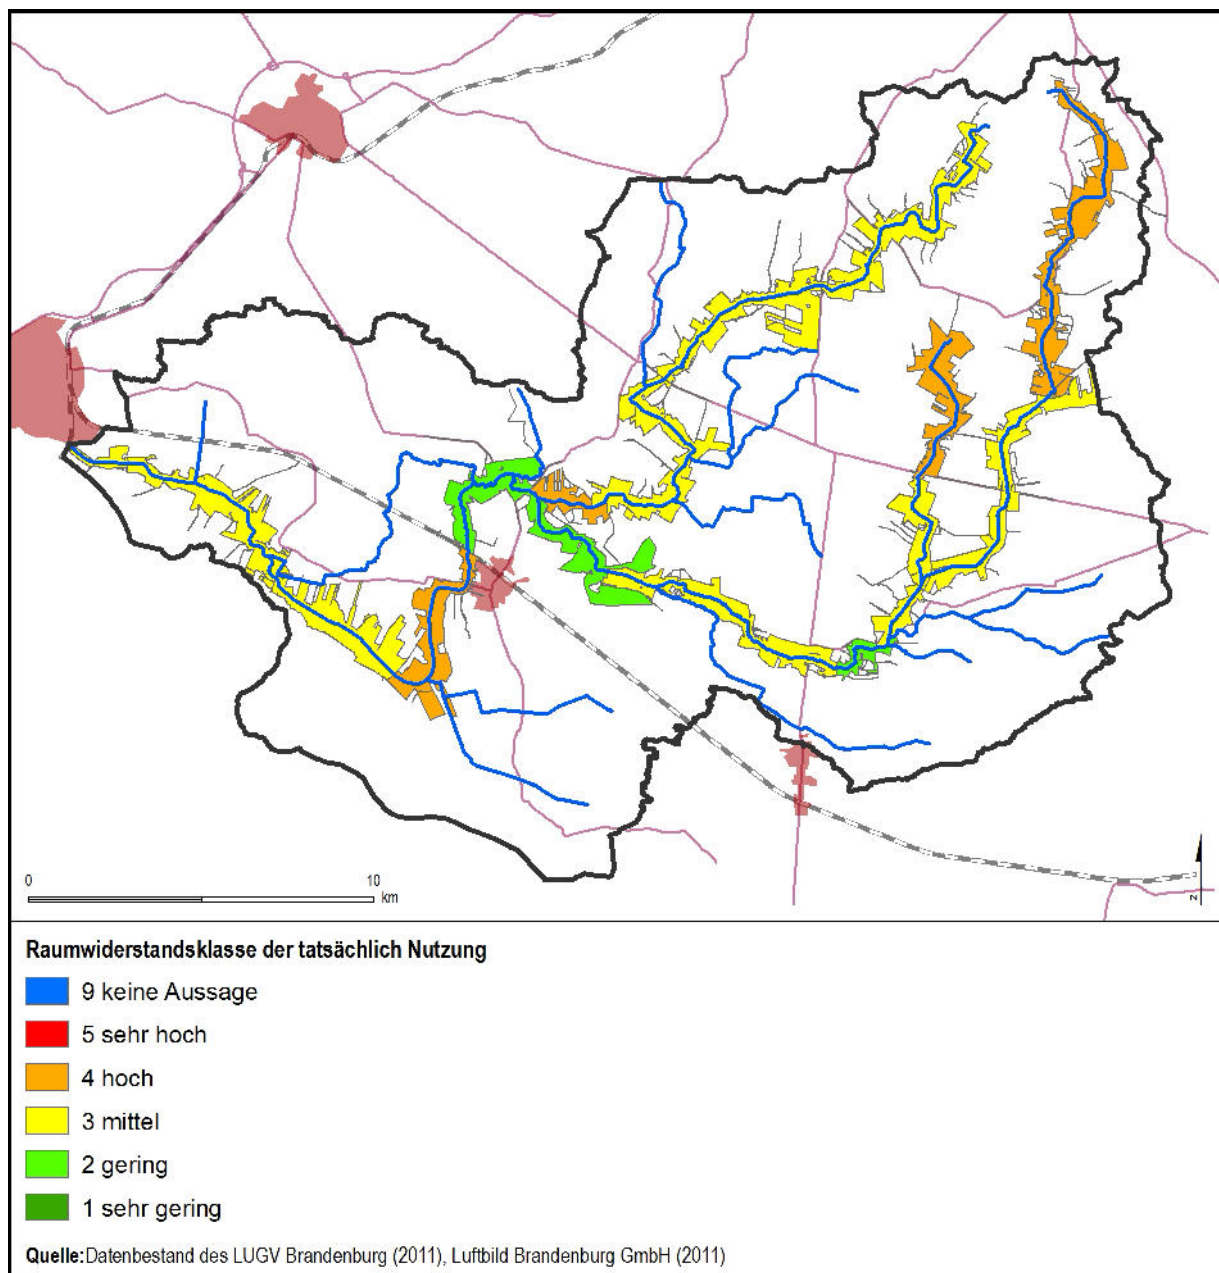 0 10
km
N
Raumwiderstandsklasse der tatsächlich Nutzung
9 keine Aussage
5 sehr hoch
4 hoch
3 mittel
2 gering
1 sehr gering
Quelle:Datenbestand des LUGV Brandenburg (2011), Luftbild Brandenburg GmbH (2011)